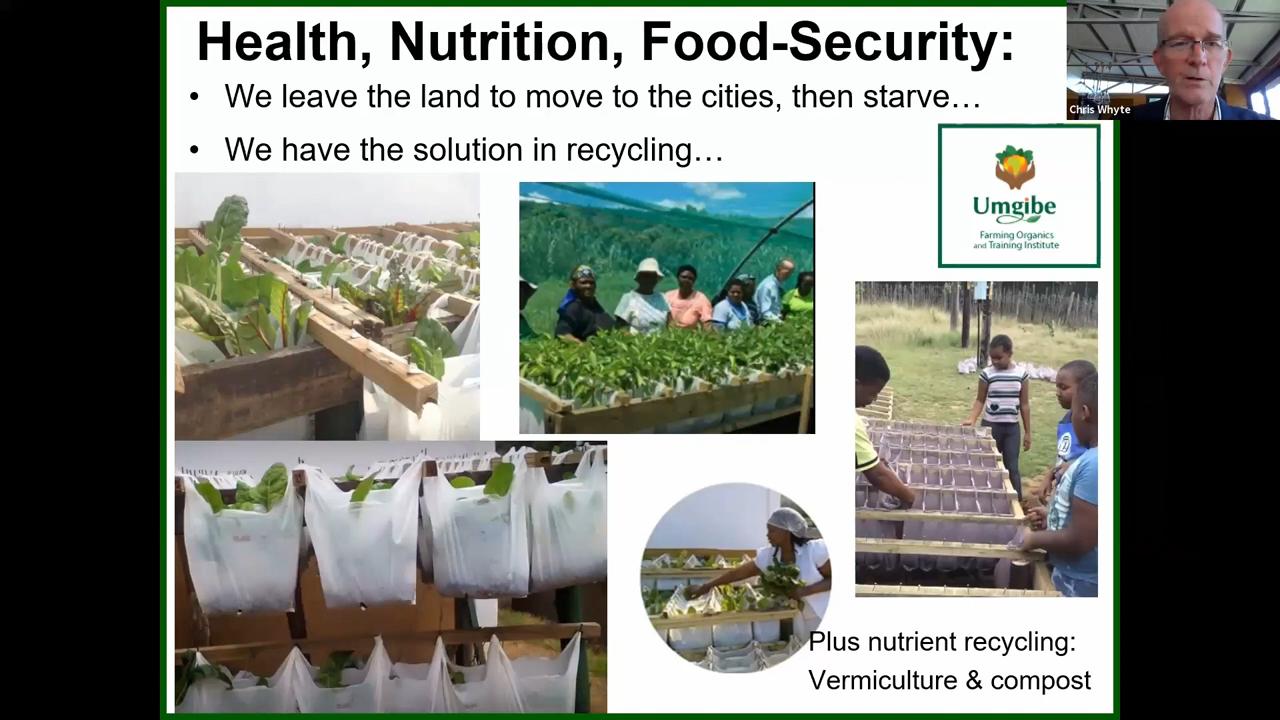 Health, Nutrition, Food-Security:
• We leave the land to move to the cities, then starve…
• We have the solution in recycling…
Chris Whyte
Umgibe
Farming Organics
and Training Institute
Plus nutrient recycling:
Vermiculture & compost